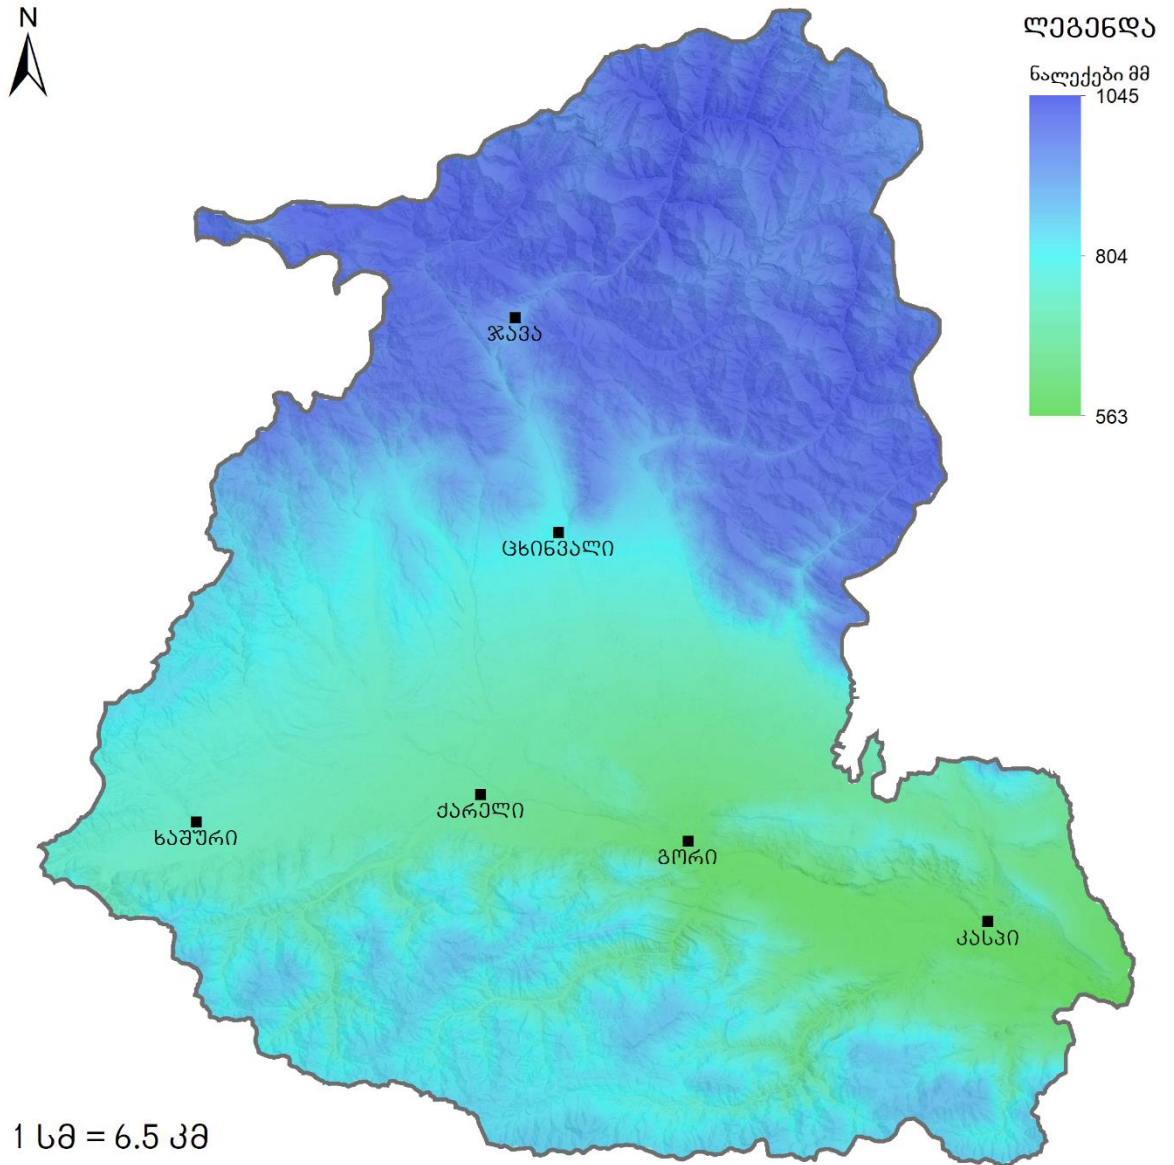 N
ლეგენდა
ნალექები მმ
1045
804
563
ჯავა
ცხინვალი
ქარელი
ხაშური
გორი
კასპი
1 სმ = 6.5 კმ